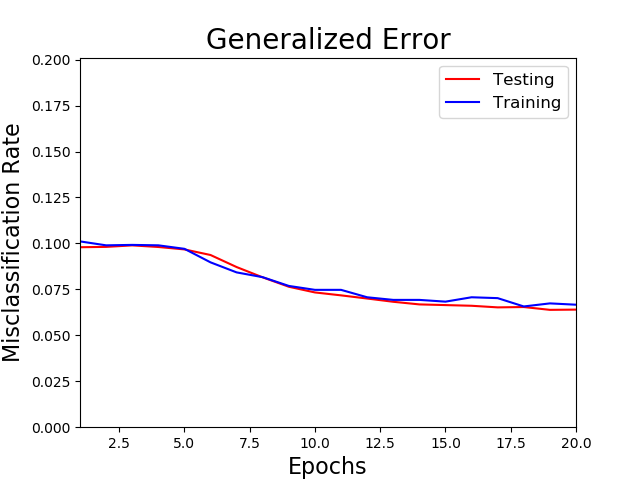 Generalized Error
Testing
Training
Misclassification Rate
0.200
0.175
0.150
0.125
0.100
0.075
0.050
0.025
0.000
2.5 5.0 7.5 10.0 12.5 15.0 17.5 20.0
Epochs